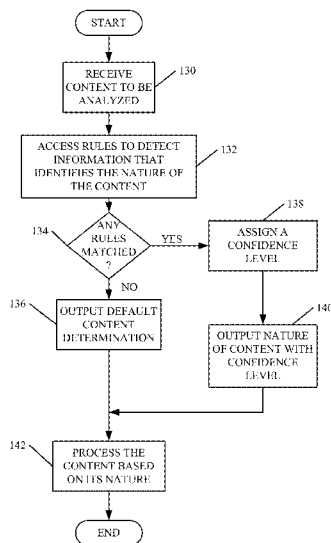 START
130
RECEIVE
CONTENT TO BE
ANALYZED
132
ACCESS RULES TO DETECT
INFORMATION THAT
IDENTIFIES THE NATURE OF
THE CONTENT
134
ANY
RULES
MATCHED
?
YES
NO
138
ASSIGN A
CONFIDENCE
LEVEL
136
OUTPUT DEFAULT
CONTENT
DETERMINATION
140
OUTPUT NATURE
OF CONTENT WITH
CONFIDENCE
LEVEL
142
PROCESS THE
CONTENT BASED
ON ITS NATURE
END